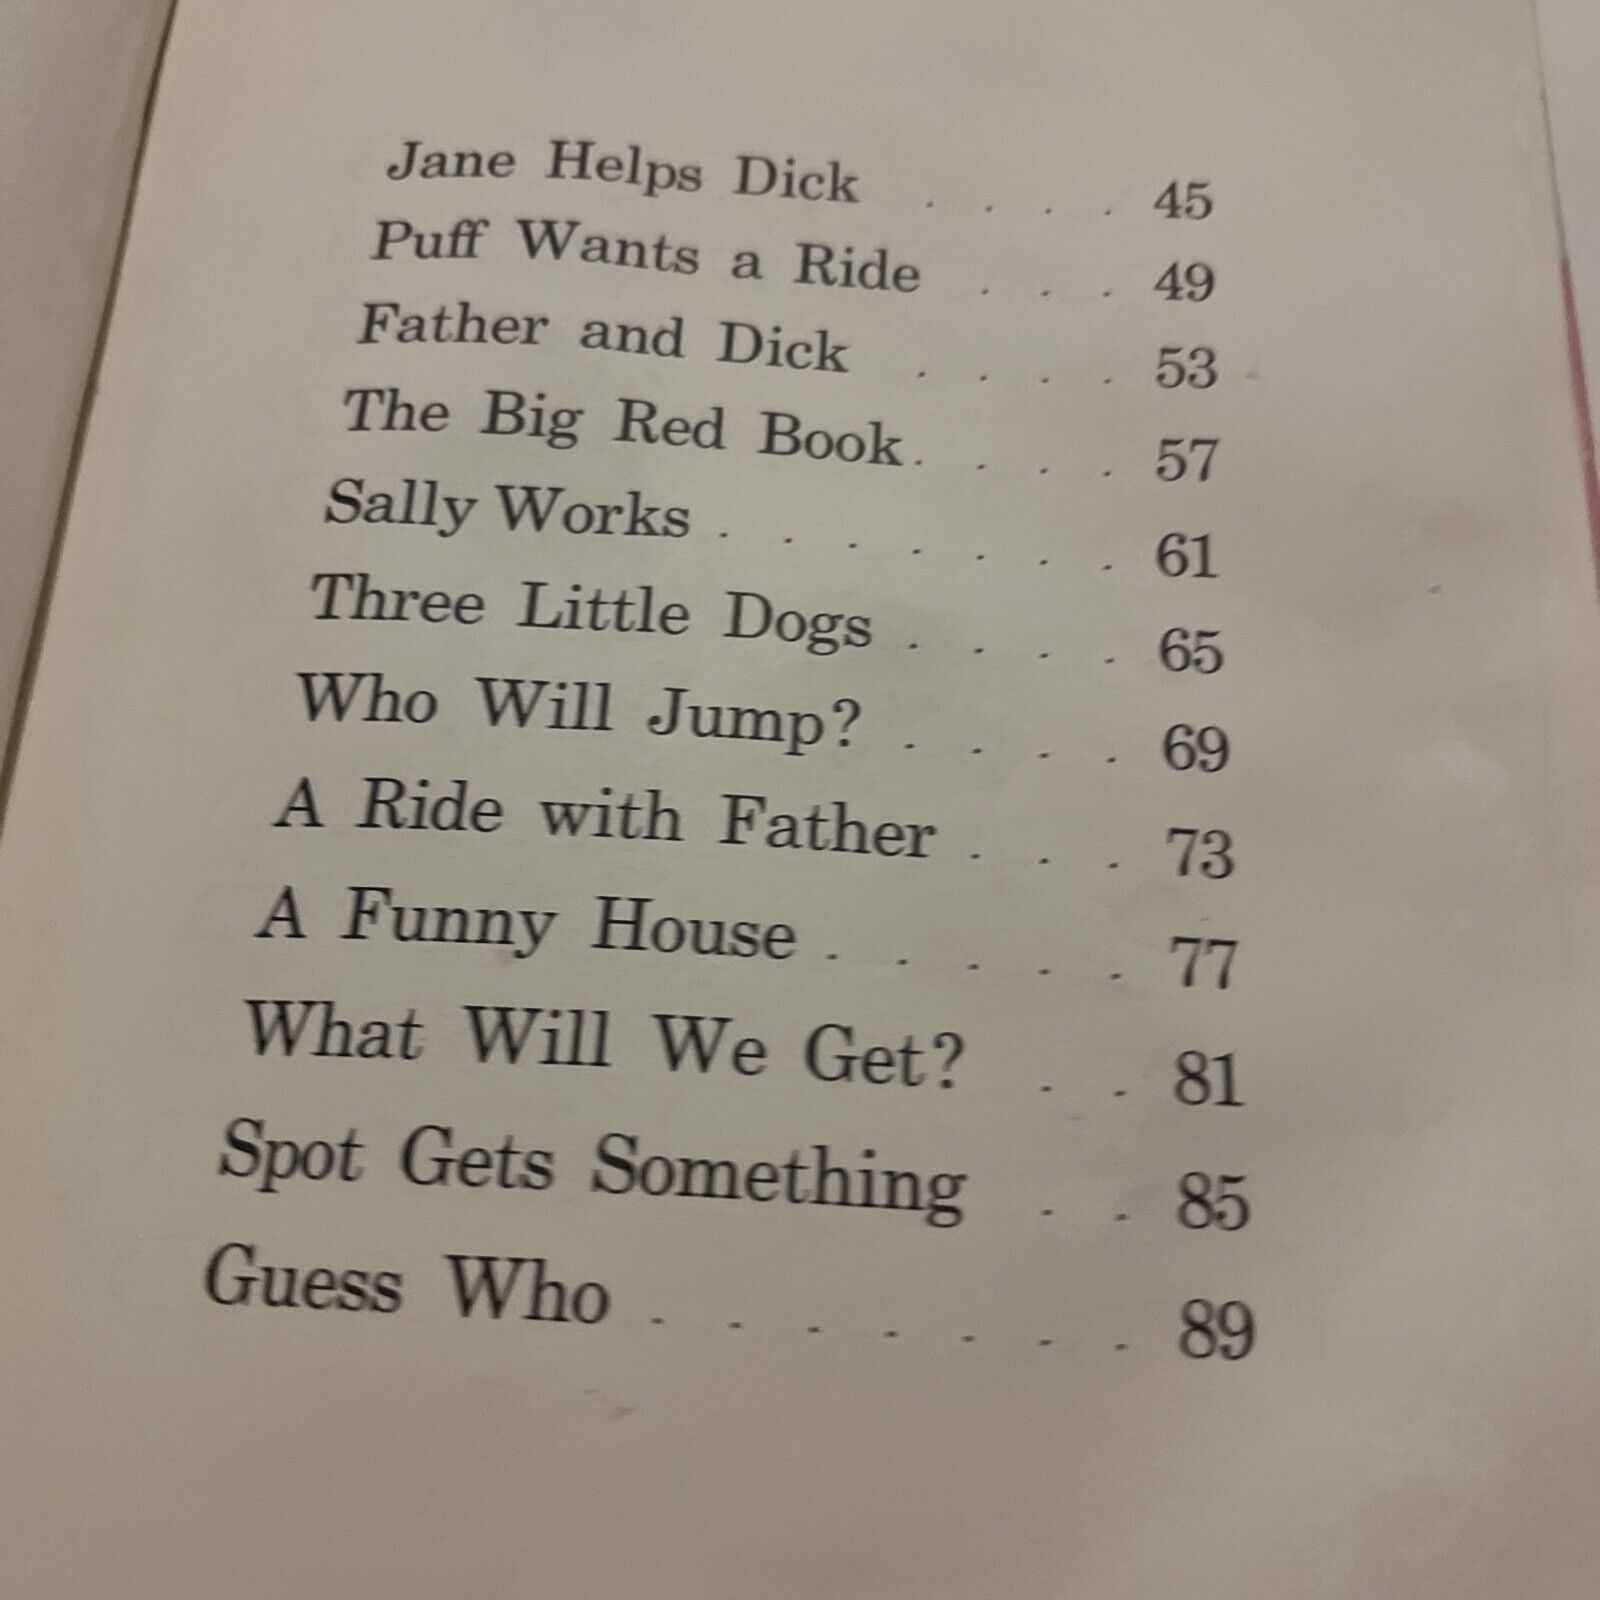 Jane Helps Dick . . . . 45
Puff Wants a Ride . . . 49
Father and Dick . . . . 53
The Big Red Book . . . . 57
Sally Works . . . . . . . 61
Three Little Dogs . . . . 65
Who Will Jump? . . . . 69
A Ride with Father . . . 73
A Funny House . . . . . 77
What Will We Get? . . 81
Spot Gets Something . . 85
Guess Who . . . . . . . 89